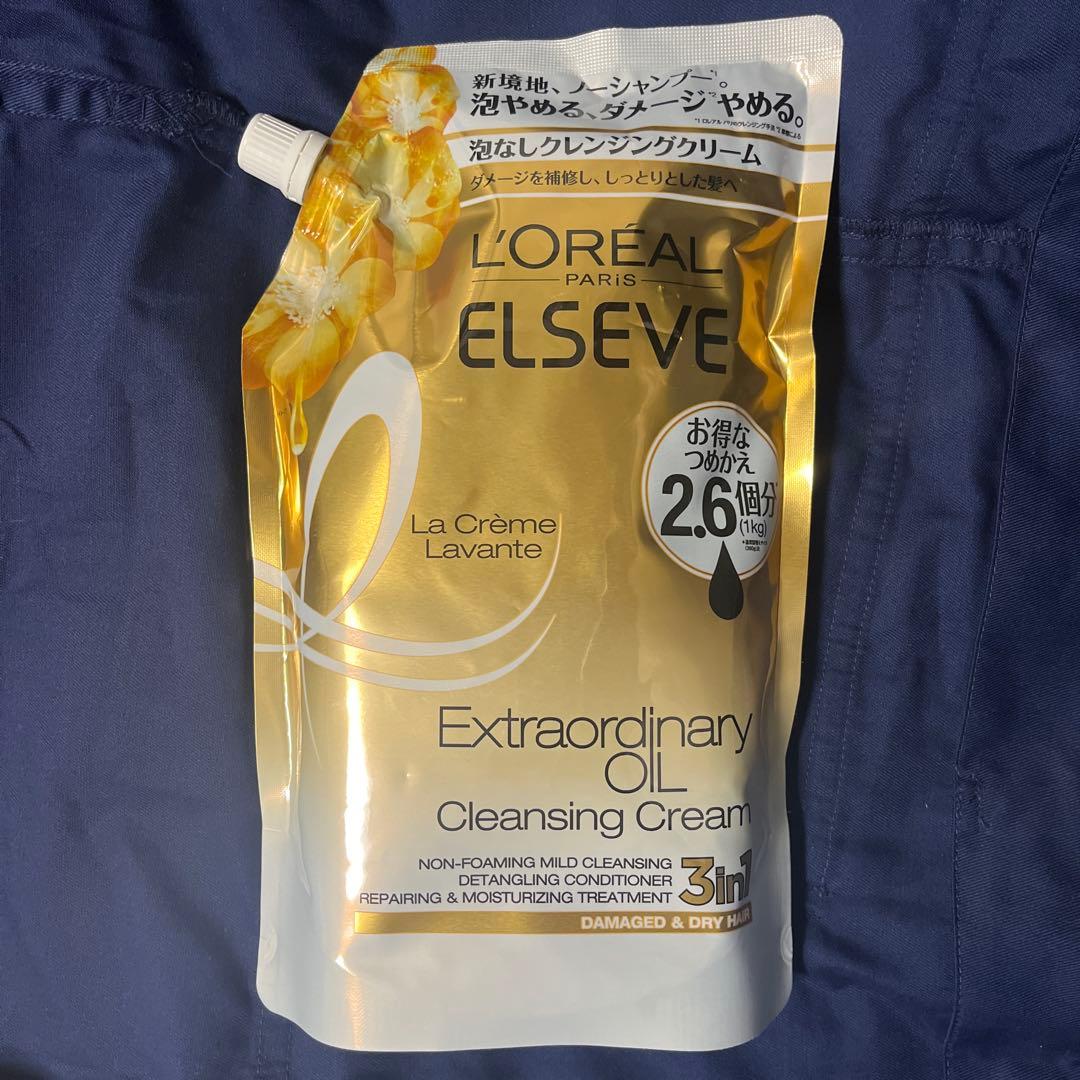 新境地、ノーシャンプー*1。
泡やめる、ダメージ*2やめる。
泡なしクレンジングクリーム
ダメージを補修し、しっとりとした髪へ
L'ORÉAL
PARiS
ELSEVE
お得な
つめかえ
2.6個分*
(1kg)
La Crème
Lavante
Extraordinary
OIL
Cleansing Cream
NON-FOAMING MILD CLEANSING
DETANGLING CONDITIONER
REPAIRING & MOISTURIZING TREATMENT
3in1
DAMAGED & DRY HAIR